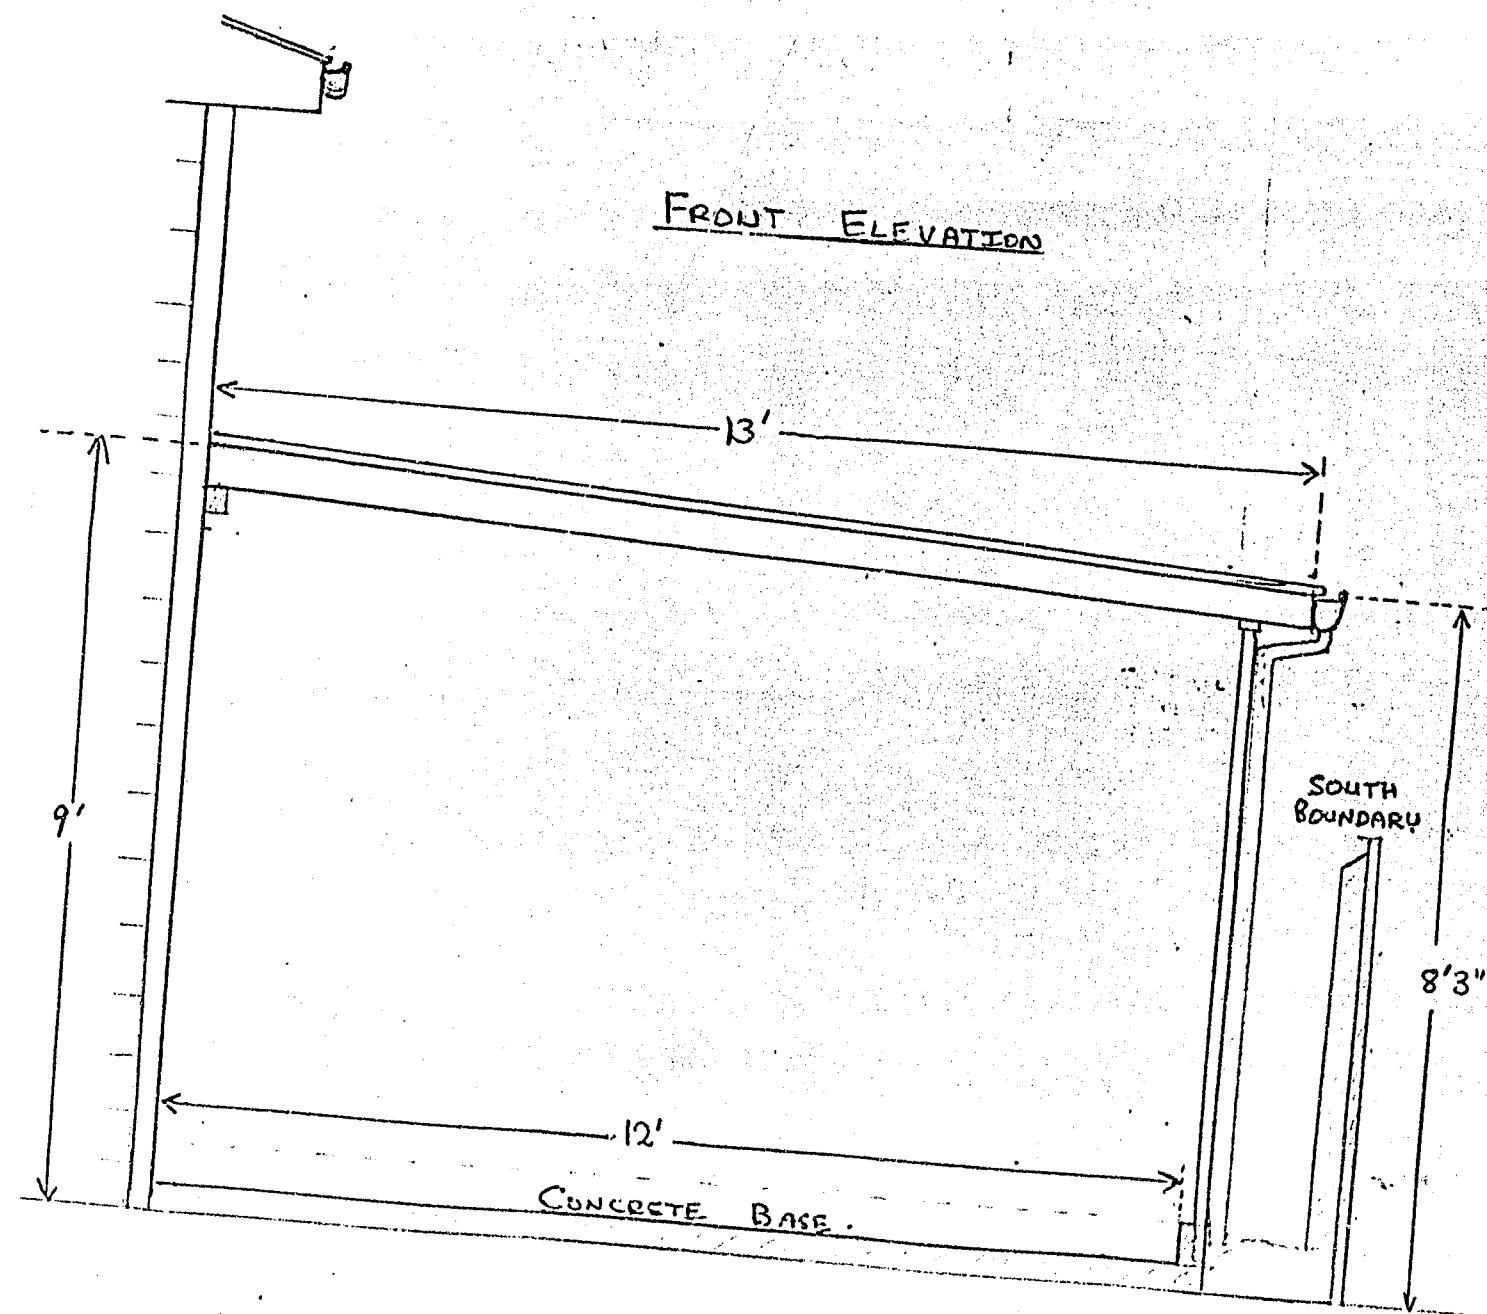 FRONT ELEVATION
13'
9'
SOUTH
BOUNDARY
8'3"
12'
CONCRETE BASE.